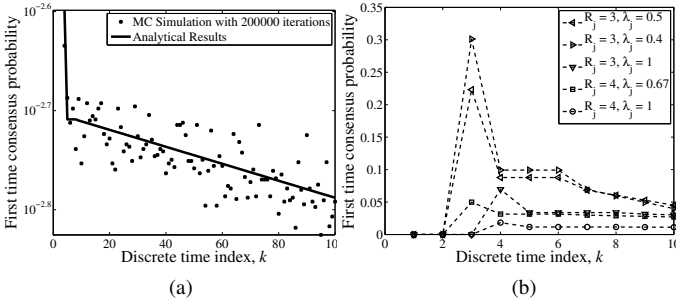 MC Simulation with 200000 iterations
Analytical Results
First time consensus probability
10^-2.6
10^-2.7
10^-2.8
0 20 40 60 80 100
Discrete time index, k
(a)
R_j = 3, λ_j = 0.5
R_j = 3, λ_j = 0.4
R_j = 3, λ_j = 1
R_j = 4, λ_j = 0.67
R_j = 4, λ_j = 1
First time consensus probability
0.35
0.3
0.25
0.2
0.15
0.1
0.05
0
0 2 4 6 8 10
Discrete time index, k
(b)